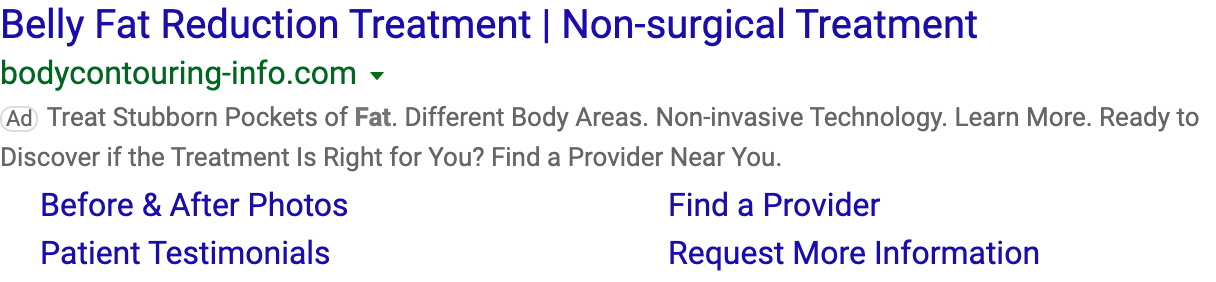 Belly Fat Reduction Treatment | Non-surgical Treatment
bodycontouring-info.com
Ad Treat Stubborn Pockets of Fat. Different Body Areas. Non-invasive Technology. Learn More. Ready to
Discover if the Treatment Is Right for You? Find a Provider Near You.
Before & After Photos Find a Provider
Patient Testimonials Request More Information